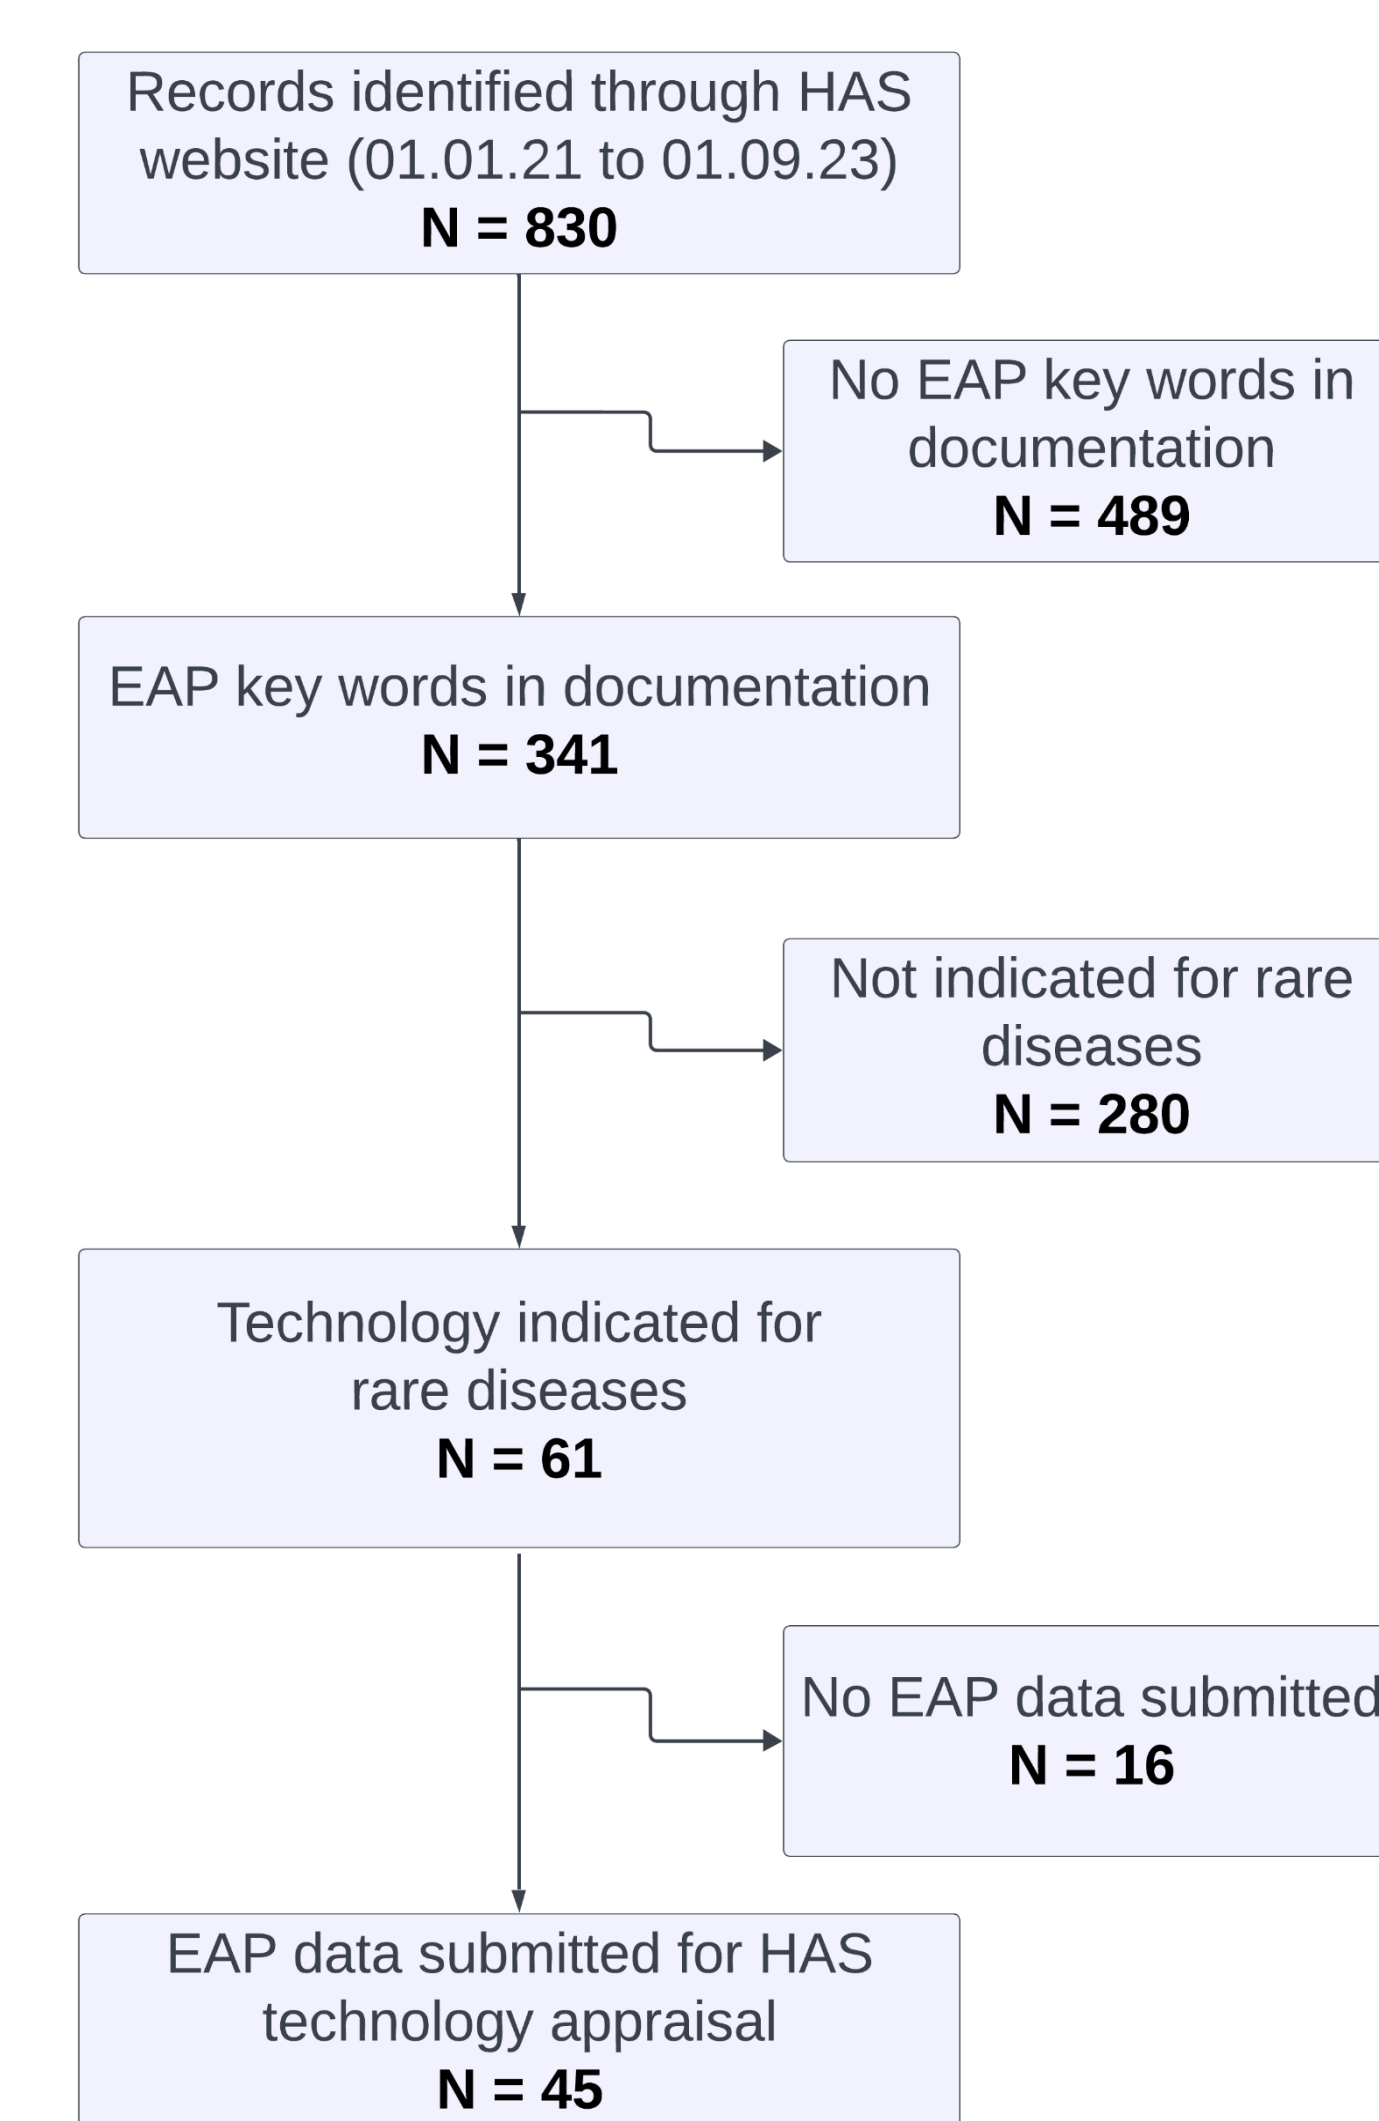 Records identified through HAS
website (01.01.21 to 01.09.23)
N = 830
No EAP key words in
documentation
N = 489
EAP key words in documentation
N = 341
Not indicated for rare
diseases
N = 280
Technology indicated for
rare diseases
N = 61
No EAP data submitted
N = 16
EAP data submitted for HAS
technology appraisal
N = 45